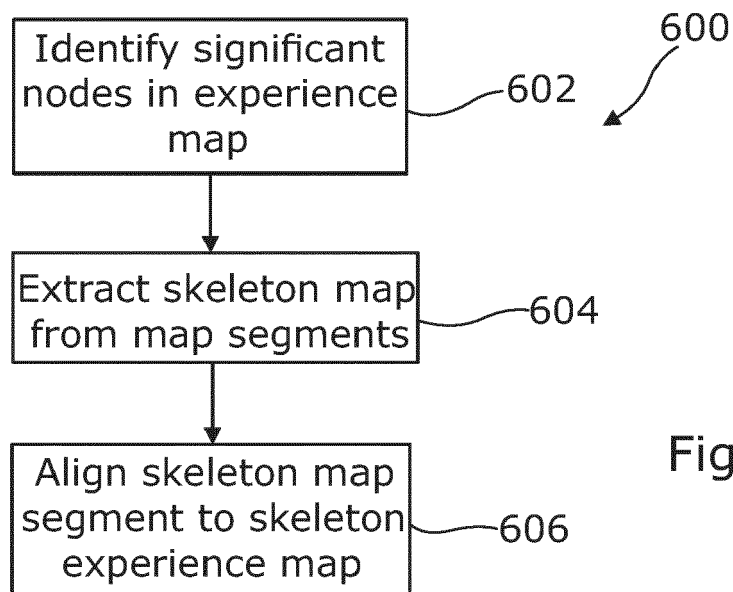 Identify significant
nodes in experience
map
602
600
Extract skeleton map
from map segments
604
Align skeleton map
segment to skeleton
experience map
606
Fig